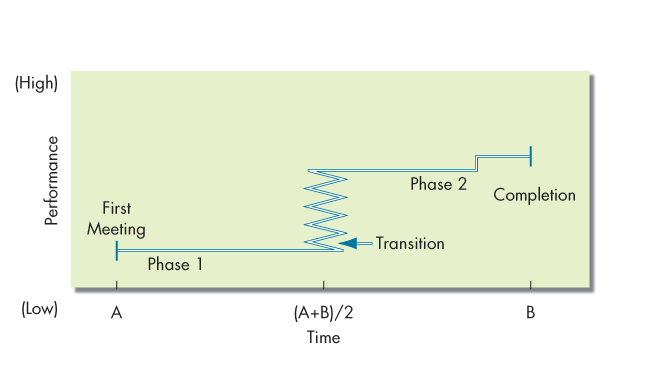 (High)
Performance
First
Meeting
Phase 1
Phase 2
Completion
Transition
(Low)
A
(A+B)/2
B
Time